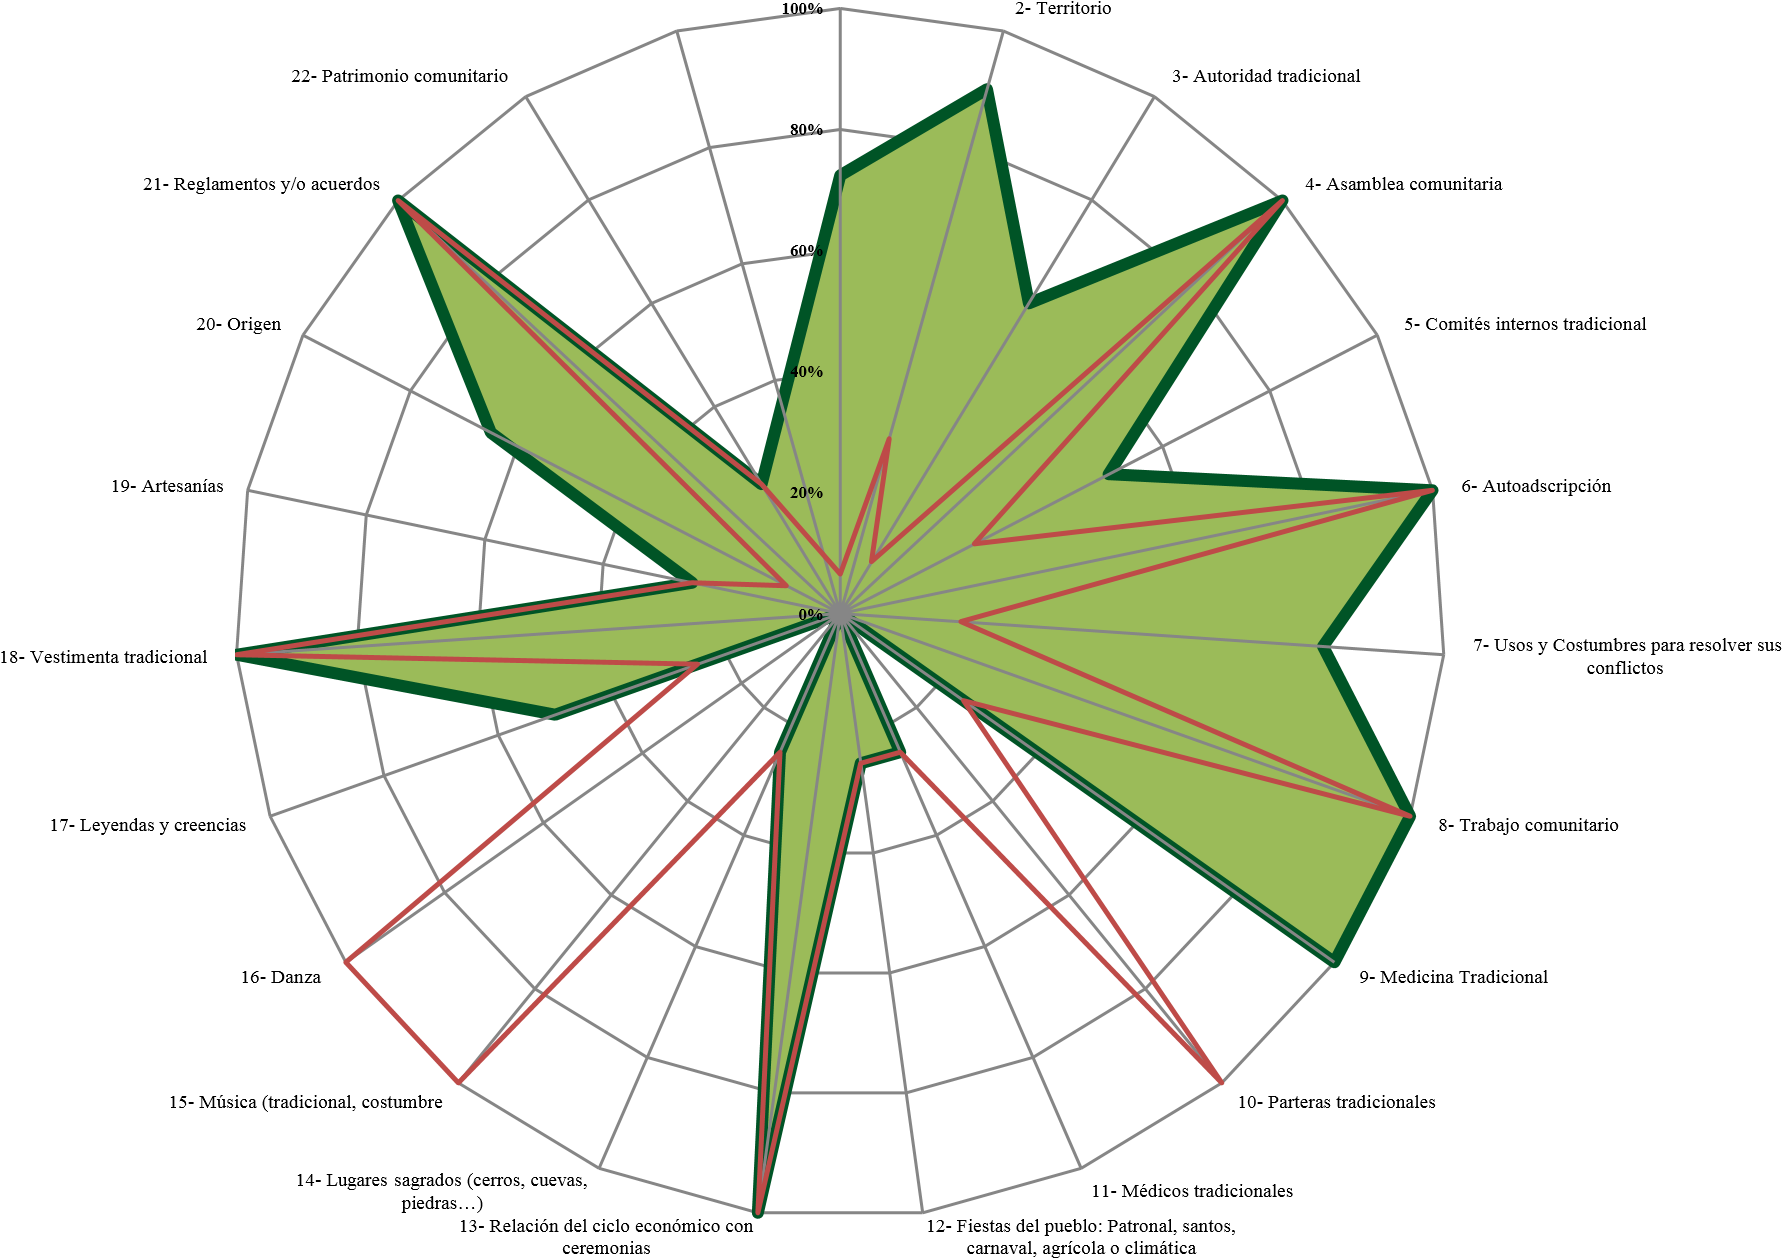 100%
80%
60%
40%
20%
0%
2- Territorio
3- Autoridad tradicional
4- Asamblea comunitaria
5- Comités internos tradicional
6- Autoadscripción
7- Usos y Costumbres para resolver sus
conflictos
8- Trabajo comunitario
9- Medicina Tradicional
10- Parteras tradicionales
11- Médicos tradicionales
12- Fiestas del pueblo: Patronal, santos,
carnaval, agrícola o climática
13- Relación del ciclo económico con
ceremonias
14- Lugares sagrados (cerros, cuevas,
piedras…)
15- Música (tradicional, costumbre
16- Danza
17- Leyendas y creencias
18- Vestimenta tradicional
19- Artesanías
20- Origen
21- Reglamentos y/o acuerdos
22- Patrimonio comunitario